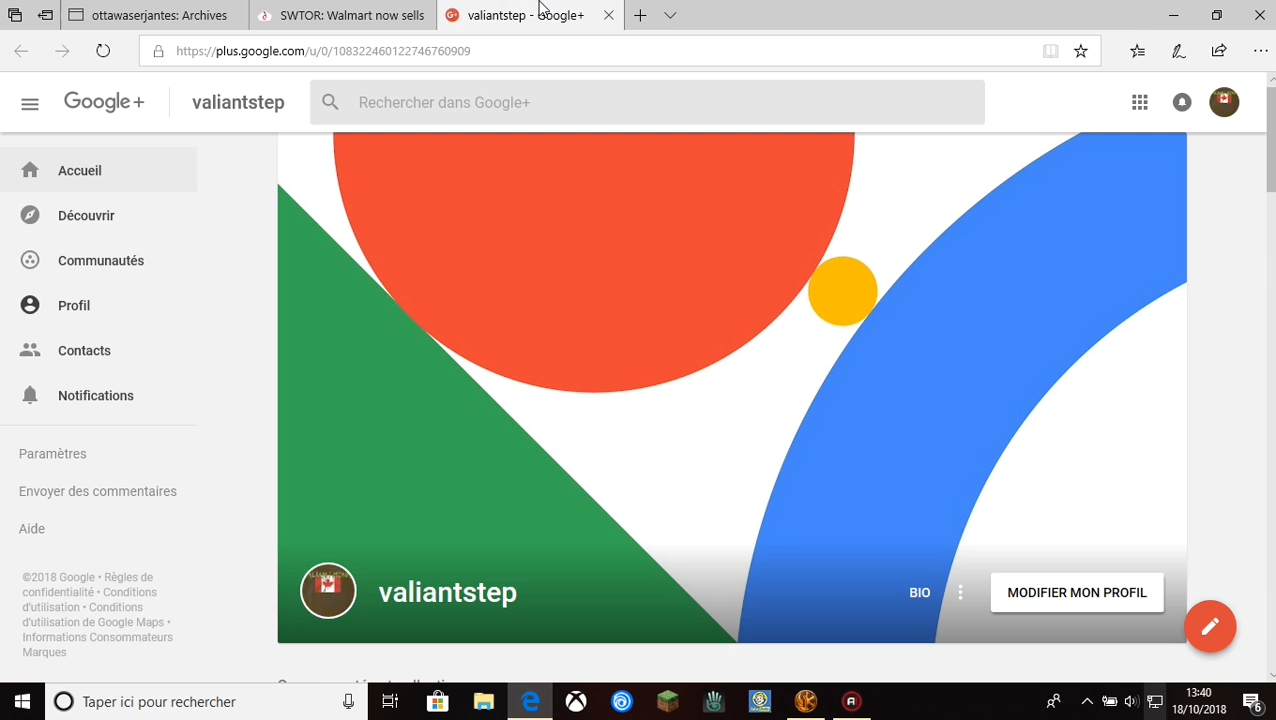 ottawaserjantes: Archives
SWTOR: Walmart now sells
valiantstep - Google+
https://plus.google.com/u/0/108322460122746760909
Google+
valiantstep
Rechercher dans Google+
Accueil
Découvrir
Communautés
Profil
Contacts
Notifications
Paramètres
Envoyer des commentaires
Aide
©2018 Google • Règles de
confidentialité • Conditions
d'utilisation • Conditions
d'utilisation de Google Maps •
Informations Consommateurs
Marques
valiantstep
BIO
MODIFIER MON PROFIL
Taper ici pour rechercher
13:40
18/10/2018
6